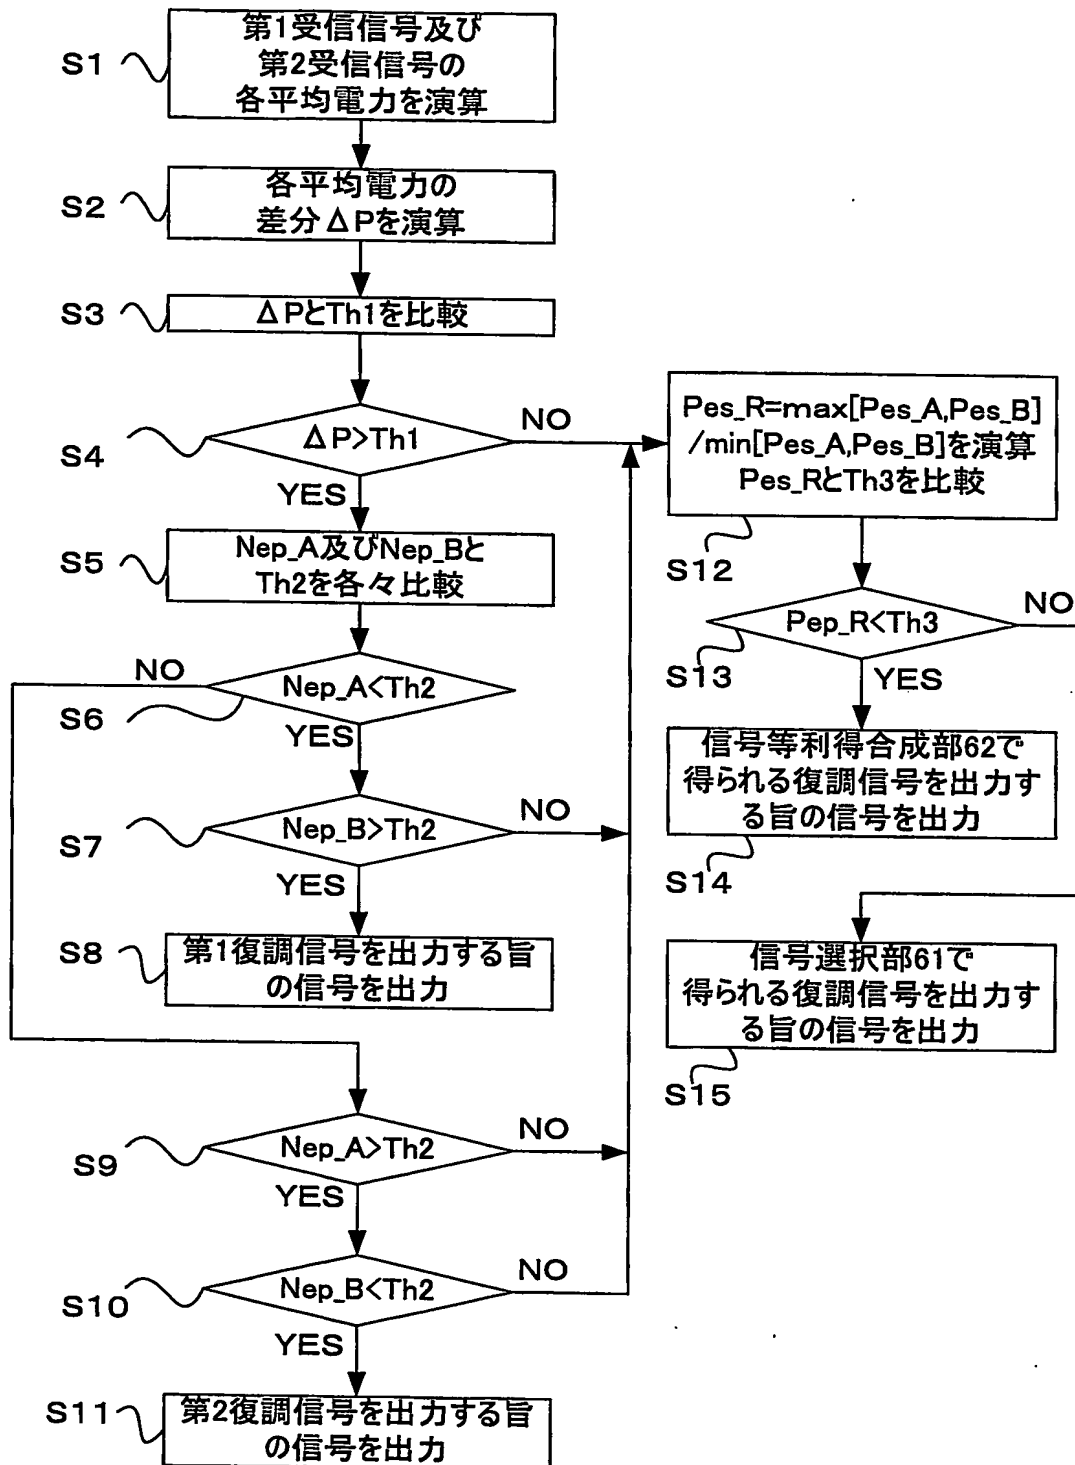 S1
第1受信信号及び
第2受信信号の
各平均電力を演算
S2
各平均電力の
差分ΔPを演算
S3
ΔPとTh1を比較
S4
ΔP>Th1
NO
YES
S5
Nep_A及びNep_Bと
Th2を各々比較
NO
S6
Nep_A<Th2
YES
S7
Nep_B>Th2
NO
YES
S8
第1復調信号を出力する旨
の信号を出力
S9
Nep_A>Th2
NO
YES
S10
Nep_B<Th2
NO
YES
S11
第2復調信号を出力する旨
の信号を出力
Pes_R=max[Pes_A,Pes_B]
/min[Pes_A,Pes_B]を演算
Pes_RとTh3を比較
S12
Pep_R<Th3
NO
S13
YES
信号等利得合成部62で
得られる復調信号を出力す
る旨の信号を出力
S14
信号選択部61で
得られる復調信号を出力す
る旨の信号を出力
S15